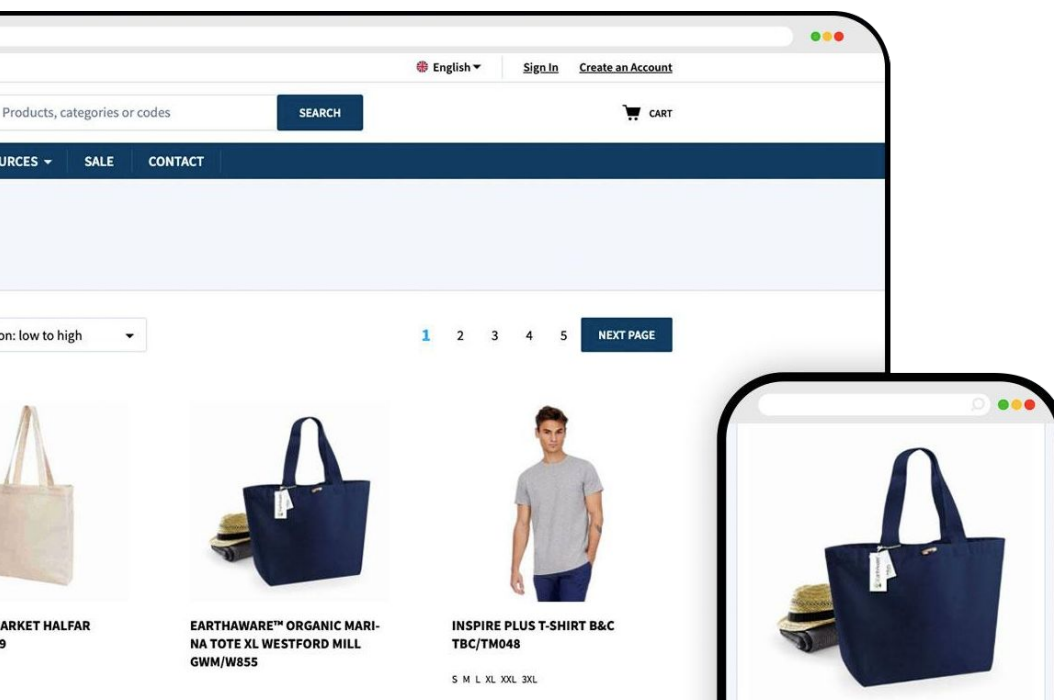 English
Sign In
Create an Account
Products, categories or codes
SEARCH
CART
URCES
SALE
CONTACT
on: low to high
1 2 3 4 5
NEXT PAGE
ARKET HALFAR
9
EARTHAWARE™ ORGANIC MARI-
NA TOTE XL WESTFORD MILL
GWM/W855
INSPIRE PLUS T-SHIRT B&C
TBC/TM048
S M L XL XXL 3XL